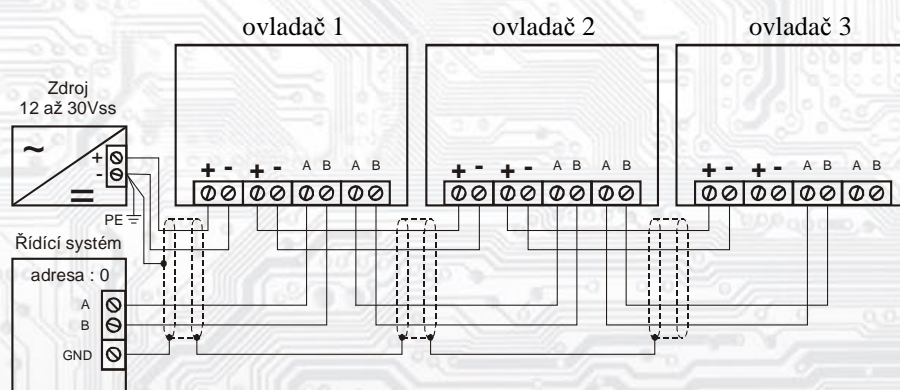 ovladač 1
ovladač 2
ovladač 3
Zdroj
12 až 30Vss
~
+
-
=
PE
+ - + - A B A B
+ - + - A B A B
+ - + - A B A B
Řídící systém
adresa : 0
A
B
GND